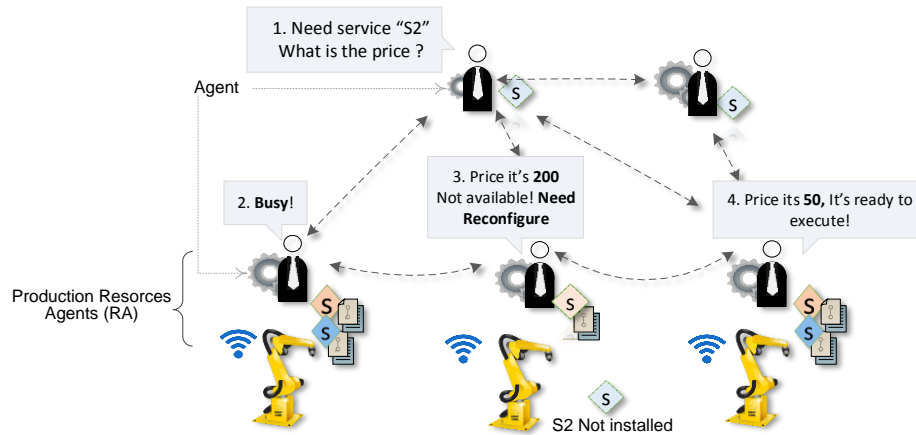 1. Need service “S2”
What is the price ?
Agent
S
S
2. Busy!
3. Price it’s 200
Not available! Need
Reconfigure
4. Price its 50, It’s ready to
execute!
Production Resorces
Agents (RA)
S
S
S
S
S
S
S2 Not installed